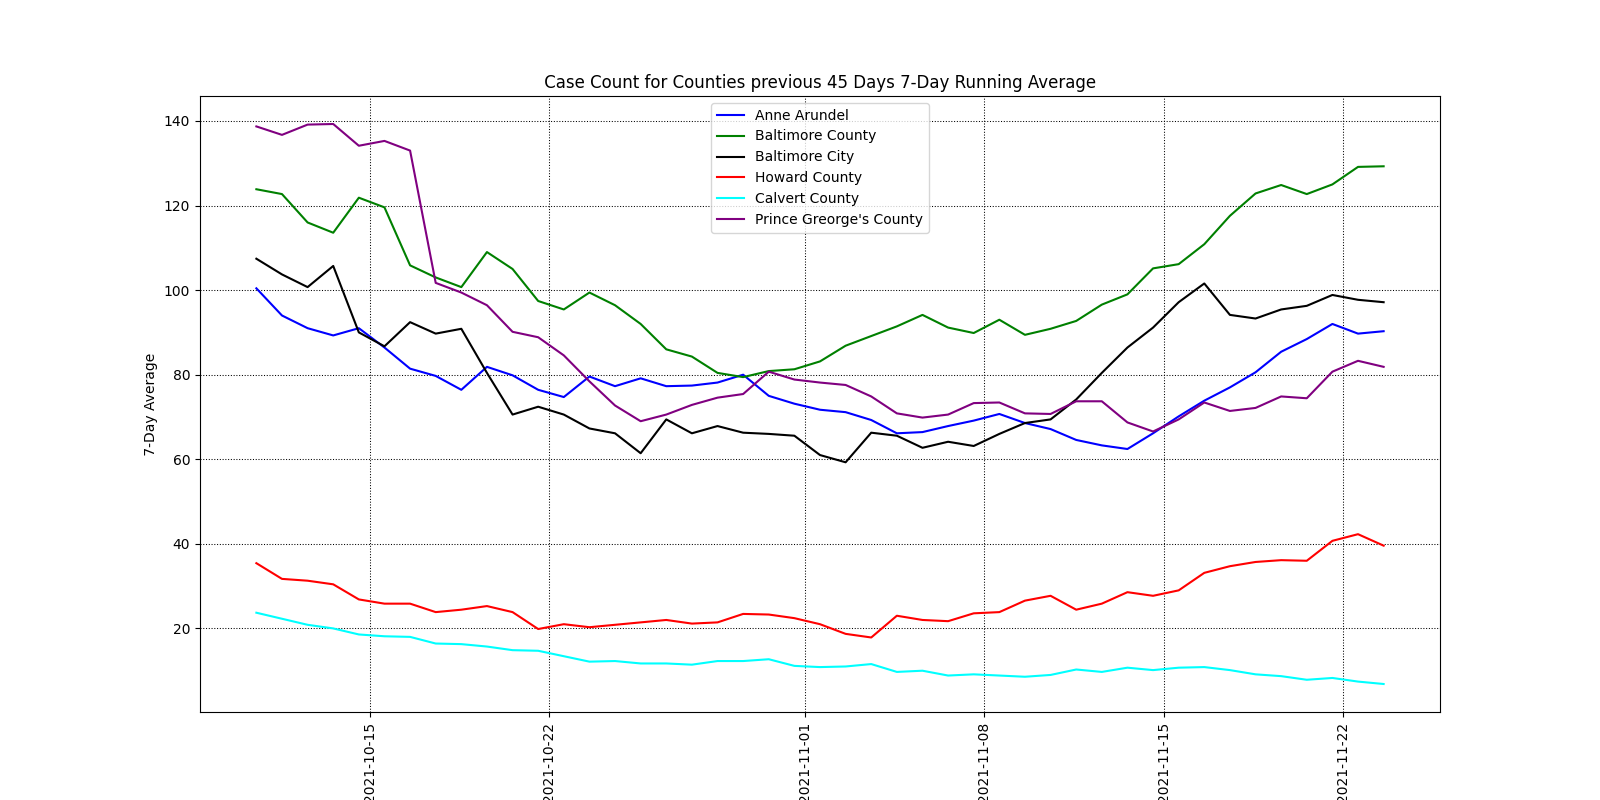 Case Count for Counties previous 45 Days 7-Day Running Average
Anne Arundel
Baltimore County
Baltimore City
Howard County
Calvert County
Prince Greorge's County
7-Day Average
140
120
100
80
60
40
20
2021-10-15
2021-10-22
2021-11-01
2021-11-08
2021-11-15
2021-11-22